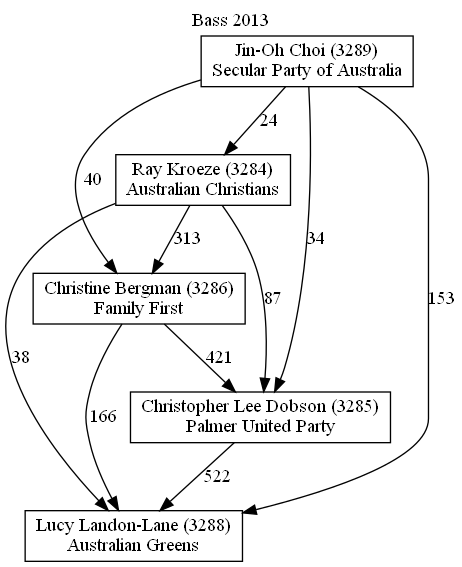 Bass 2013
Jin-Oh Choi (3289)
Secular Party of Australia
24
Ray Kroeze (3284)
Australian Christians
40
313
34
Christine Bergman (3286)
Family First
87
153
38
421
166
Christopher Lee Dobson (3285)
Palmer United Party
522
Lucy Landon-Lane (3288)
Australian Greens